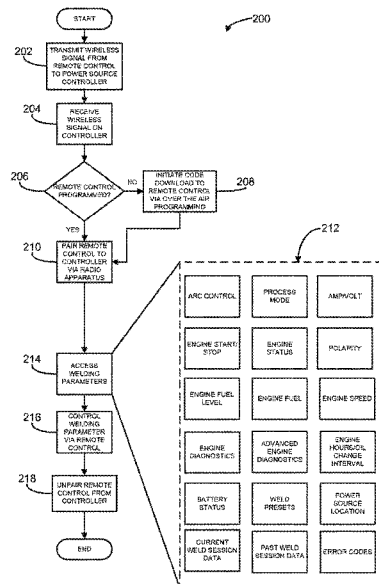 START
200
202
TRANSMIT WIRELESS
SIGNAL FROM
REMOTE CONTROL
TO POWER SOURCE
CONTROLLER
204
RECEIVE
WIRELESS
SIGNAL ON
CONTROLLER
206
REMOTE CONTROL
PROGRAMMED?
NO
INITIATE CODE
DOWNLOAD TO
REMOTE CONTROL
VIA OVER THE AIR
PROGRAMMING
208
YES
210
PAIR REMOTE
CONTROL TO
CONTROLLER
VIA RADIO
APPARATUS
212
214
ACCESS
WELDING
PARAMETERS
216
CONTROL
WELDING
PARAMETER
VIA REMOTE
CONTROL
218
UNPAIR REMOTE
CONTROL FROM
CONTROLLER
END
ARC CONTROL
PROCESS
MODE
AMP/VOLT
ENGINE START/
STOP
ENGINE
STATUS
POLARITY
ENGINE FUEL
LEVEL
ENGINE FUEL
ENGINE SPEED
ENGINE
DIAGNOSTICS
ADVANCED
ENGINE
DIAGNOSTICS
ENGINE
HOURS/OIL
CHANGE
INTERVAL
BATTERY
STATUS
WELD
PRESETS
POWER
SOURCE
LOCATION
CURRENT
WELD SESSION
DATA
PAST WELD
SESSION DATA
ERROR CODES